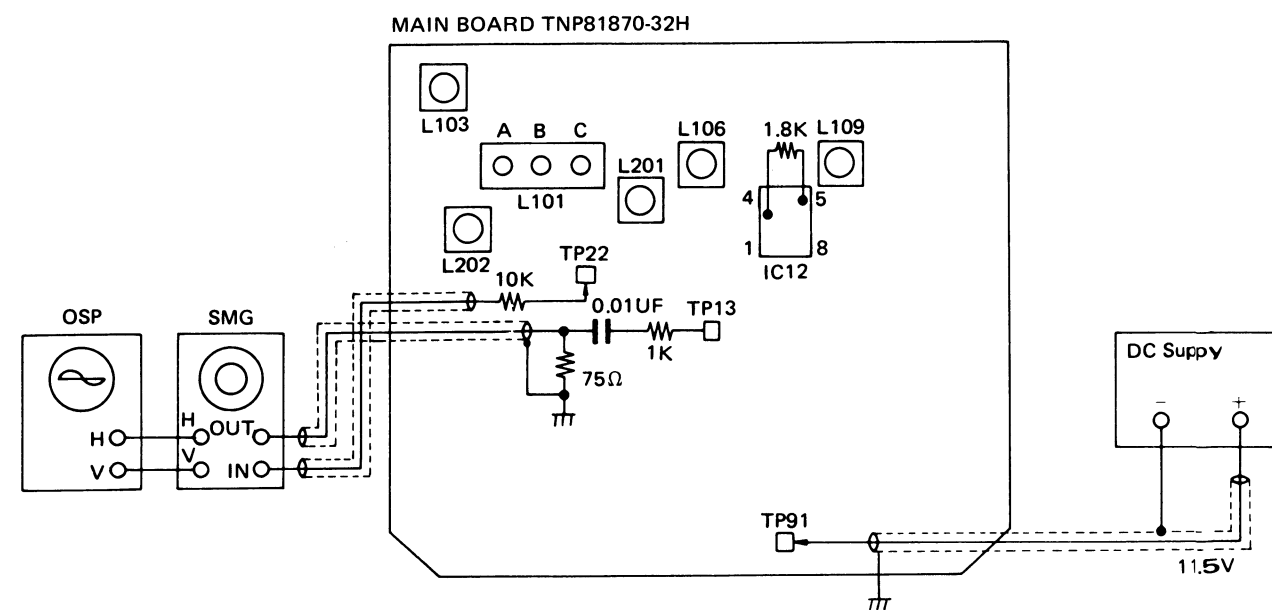 MAIN BOARD TNP81870-32H
L103
A B C
L101
L106
1.8K
L109
L201
4 5
1 8
IC12
L202
TP22
10K
0.01UF
TP13
1K
75Ω
OSP
SMG
H
V
H
OUT
V
IN
DC Supply
− +
TP91
11.5V